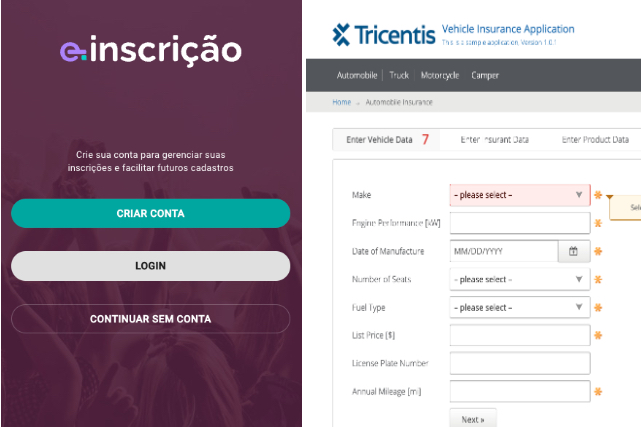 e-inscrição
Crie sua conta para gerenciar suas
inscrições e facilitar futuros cadastros
CRIAR CONTA
LOGIN
CONTINUAR SEM CONTA
Tricentis
Vehicle Insurance Application
This is a sample application. Version 1.0.1
Automobile | Truck | Motorcycle Camper
Home Automobile Insurance
Enter Vehicle Data 7 Enter Insurant Data Enter Product Data
Make – please select –
Sele
Engine Performance [kW]
Date of Manufacture MM/DD/YYYY
Number of Seats – please select –
Fuel Type – please select –
List Price [$]
License Plate Number
Annual Mileage [mi]
Next »